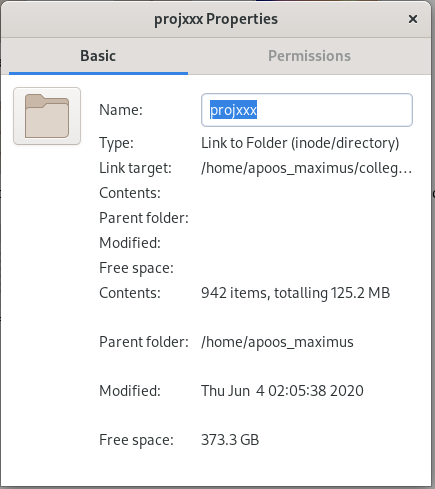 projxxx Properties
Basic Permissions
Name: projxxx
Type: Link to Folder (inode/directory)
Link target: /home/apoos_maximus/colleg…
Contents:
Parent folder:
Modified:
Free space:
Contents: 942 items, totalling 125.2 MB
Parent folder: /home/apoos_maximus
Modified: Thu Jun  4 02:05:38 2020
Free space: 373.3 GB